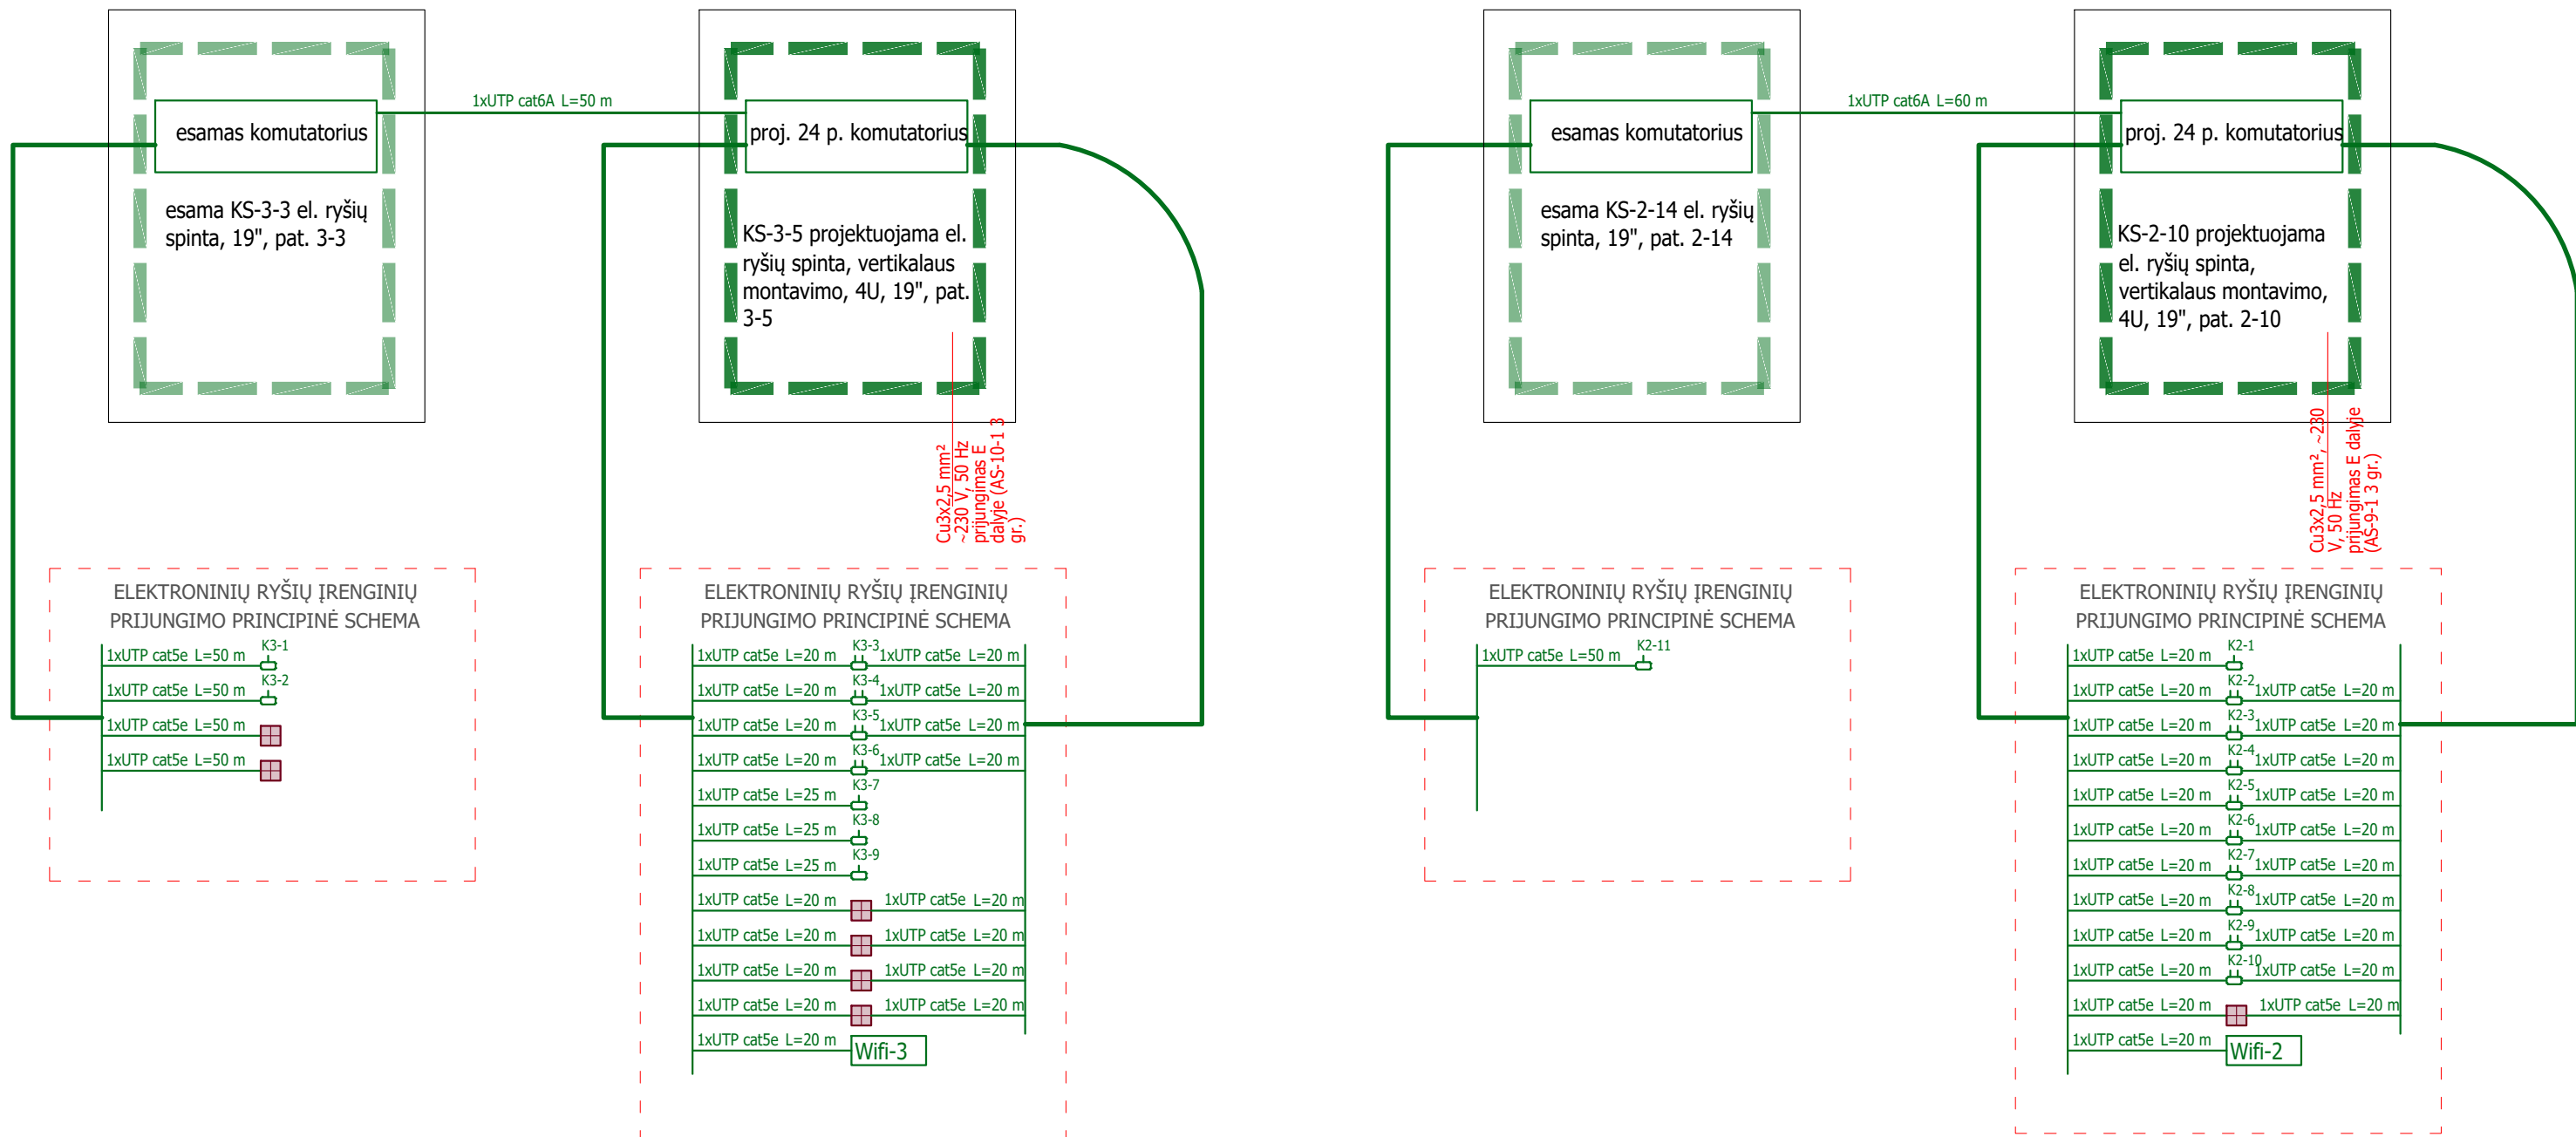 1xUTP cat6A L=50 m
esamas komutatorius
esama KS-3-3 el. ryšių
spinta, 19", pat. 3-3
proj. 24 p. komutatorius
KS-3-5 projektuojama el.
ryšių spinta, vertikalaus
montavimo, 4U, 19", pat.
3-5
Cu3x2,5 mm²
~230 V, 50 Hz
prijungimas E
dalyje (AS-10-1 3
gr.)
1xUTP cat6A L=60 m
esamas komutatorius
esama KS-2-14 el. ryšių
spinta, 19", pat. 2-14
proj. 24 p. komutatorius
KS-2-10 projektuojama
el. ryšių spinta,
vertikalaus montavimo,
4U, 19", pat. 2-10
Cu3x2,5 mm², ~230
V, 50 Hz
prijungimas E dalyje
(AS-9-1 3 gr.)
ELEKTRONINIŲ RYŠIŲ ĮRENGINIŲ
PRIJUNGIMO PRINCIPINĖ SCHEMA
1xUTP cat5e L=50 m K3-1
1xUTP cat5e L=50 m K3-2
1xUTP cat5e L=50 m
1xUTP cat5e L=50 m
ELEKTRONINIŲ RYŠIŲ ĮRENGINIŲ
PRIJUNGIMO PRINCIPINĖ SCHEMA
1xUTP cat5e L=20 m K3-3 1xUTP cat5e L=20 m
1xUTP cat5e L=20 m K3-4 1xUTP cat5e L=20 m
1xUTP cat5e L=20 m K3-5 1xUTP cat5e L=20 m
1xUTP cat5e L=20 m K3-6 1xUTP cat5e L=20 m
1xUTP cat5e L=25 m K3-7
1xUTP cat5e L=25 m K3-8
1xUTP cat5e L=25 m K3-9
1xUTP cat5e L=20 m 1xUTP cat5e L=20 m
1xUTP cat5e L=20 m 1xUTP cat5e L=20 m
1xUTP cat5e L=20 m 1xUTP cat5e L=20 m
1xUTP cat5e L=20 m 1xUTP cat5e L=20 m
1xUTP cat5e L=20 m Wifi-3
ELEKTRONINIŲ RYŠIŲ ĮRENGINIŲ
PRIJUNGIMO PRINCIPINĖ SCHEMA
1xUTP cat5e L=50 m K2-11
ELEKTRONINIŲ RYŠIŲ ĮRENGINIŲ
PRIJUNGIMO PRINCIPINĖ SCHEMA
1xUTP cat5e L=20 m K2-1
1xUTP cat5e L=20 m K2-2 1xUTP cat5e L=20 m
1xUTP cat5e L=20 m K2-3 1xUTP cat5e L=20 m
1xUTP cat5e L=20 m K2-4 1xUTP cat5e L=20 m
1xUTP cat5e L=20 m K2-5 1xUTP cat5e L=20 m
1xUTP cat5e L=20 m K2-6 1xUTP cat5e L=20 m
1xUTP cat5e L=20 m K2-7 1xUTP cat5e L=20 m
1xUTP cat5e L=20 m K2-8 1xUTP cat5e L=20 m
1xUTP cat5e L=20 m K2-9 1xUTP cat5e L=20 m
1xUTP cat5e L=20 m K2-10 1xUTP cat5e L=20 m
1xUTP cat5e L=20 m 1xUTP cat5e L=20 m
1xUTP cat5e L=20 m Wifi-2